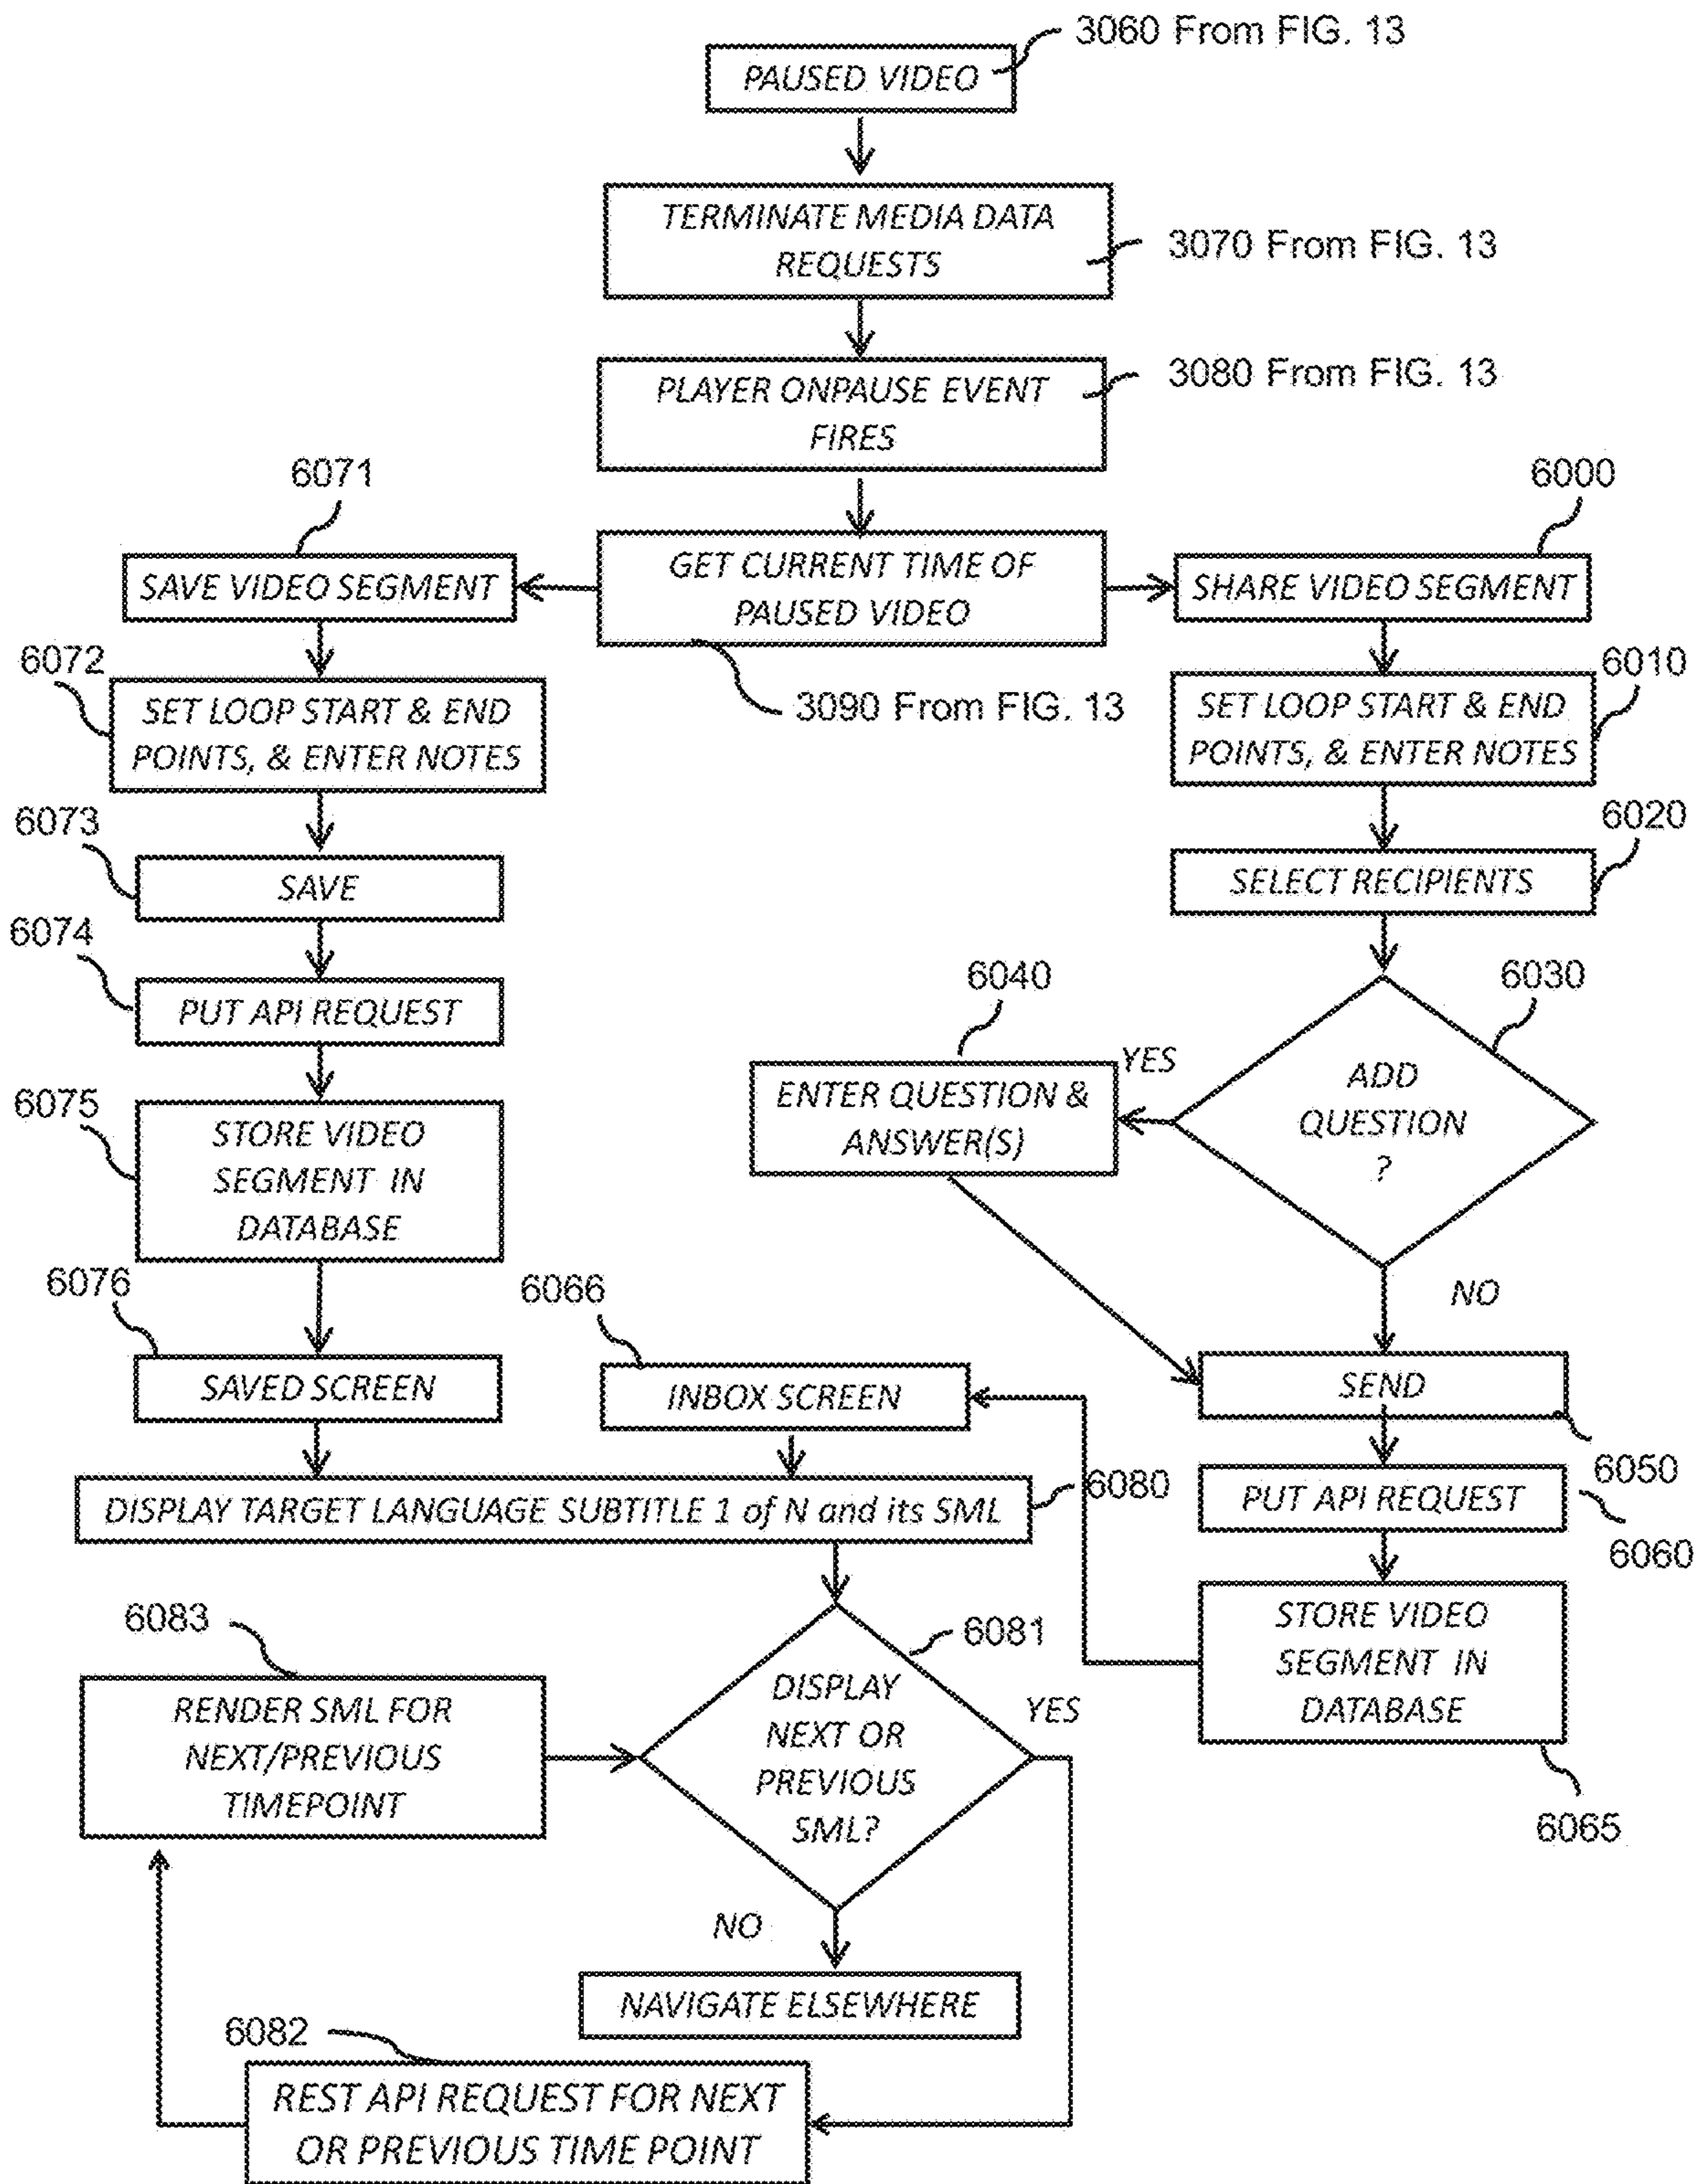 3060 From FIG. 13
PAUSED VIDEO
TERMINATE MEDIA DATA
REQUESTS
3070 From FIG. 13
PLAYER ONPAUSE EVENT
FIRES
3080 From FIG. 13
6071
6000
SAVE VIDEO SEGMENT
GET CURRENT TIME OF
PAUSED VIDEO
SHARE VIDEO SEGMENT
3090 From FIG. 13
6072
SET LOOP START & END
POINTS, & ENTER NOTES
6010
SET LOOP START & END
POINTS, & ENTER NOTES
6073
SAVE
6020
SELECT RECIPIENTS
6074
PUT API REQUEST
6040
6030
YES
ENTER QUESTION &
ANSWER(S)
ADD
QUESTION
?
6075
STORE VIDEO
SEGMENT IN
DATABASE
NO
6076
SAVED SCREEN
6066
INBOX SCREEN
SEND
6050
PUT API REQUEST
6060
6080
DISPLAY TARGET LANGUAGE SUBTITLE 1 of N and its SML
STORE VIDEO
SEGMENT IN
DATABASE
6065
6083
RENDER SML FOR
NEXT/PREVIOUS
TIMEPOINT
6081
DISPLAY
NEXT OR
PREVIOUS
SML?
YES
NO
NAVIGATE ELSEWHERE
6082
REST API REQUEST FOR NEXT
OR PREVIOUS TIME POINT